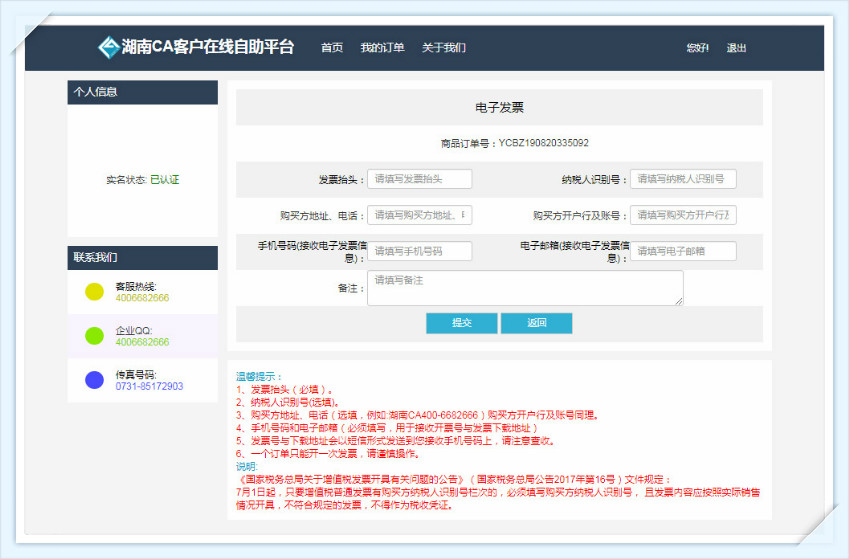 湖南CA客户在线自助平台 首页 我的订单 关于我们 您好! 退出
个人信息
实名状态: 已认证
联系我们
客服热线:
4006682666
企业QQ:
4006682666
传真号码:
0731-85172903
电子发票
商品订单号：YCBZ190820335092
发票抬头： 请填写发票抬头 纳税人识别号： 请填写纳税人识别号
购买方地址、电话： 请填写购买方地址、 购买方开户行及账号： 请填写购买方开户行及
手机号码(接收电子发票信息)： 请填写手机号码 电子邮箱(接收电子发票信息)： 请填写电子邮箱
备注： 请填写备注
提交 返回
温馨提示：
1、发票抬头（必填）。
2、纳税人识别号(选填)。
3、购买方地址、电话（选填，例如:湖南CA400-6682666）购买方开户行及账号同理。
4、手机号码和电子邮箱（必须填写，用于接收开票号与发票下载地址）
5、发票号与下载地址会以短信形式发送到您接收手机号码上，请注意查收。
6、一个订单只能开一次发票，请谨慎操作。
说明:
《国家税务总局关于增值税发票开具有关问题的公告》（国家税务总局公告2017年第16号）文件规定：
7月1日起，只要增值税普通发票有购买方纳税人识别号栏次的，必须填写购买方纳税人识别号， 且发票内容应按照实际销售
情况开具，不符合规定的发票，不得作为税收凭证。